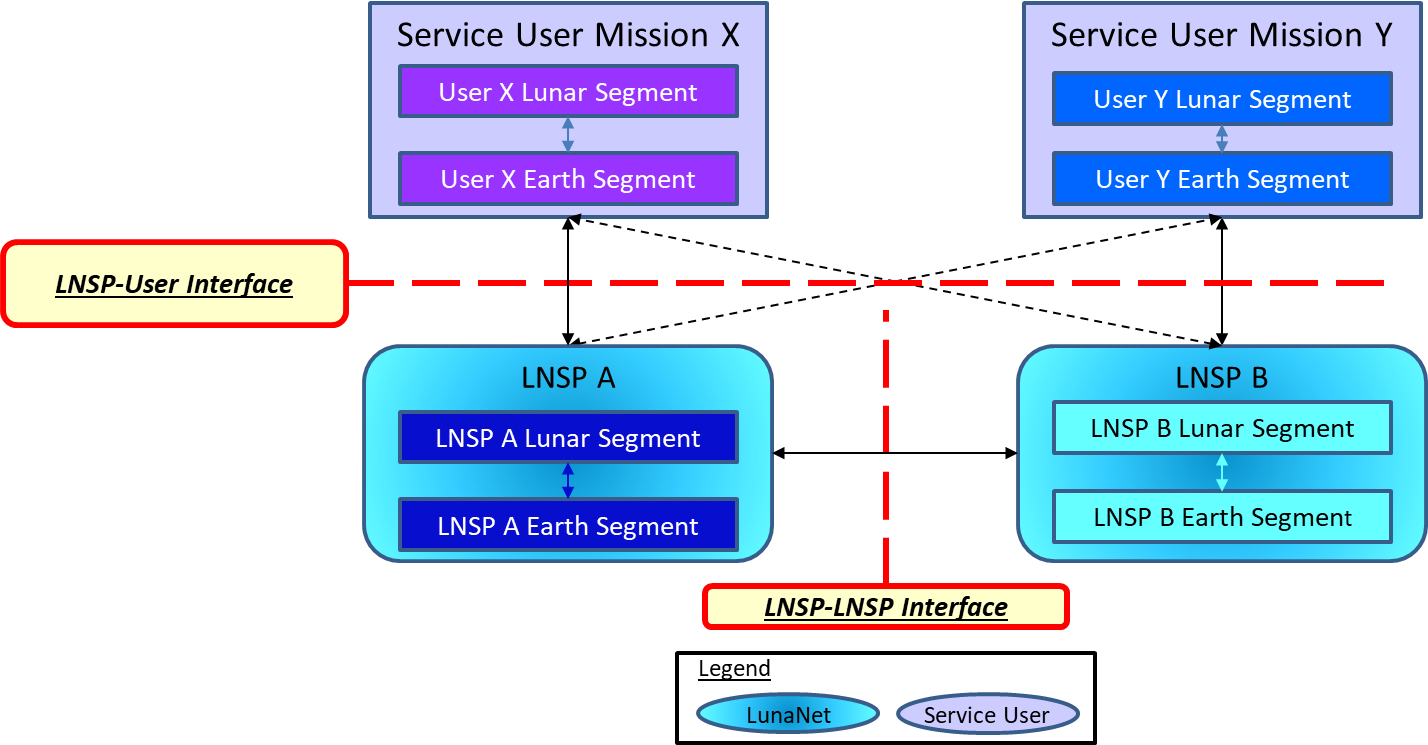 Service User Mission X
User X Lunar Segment
User X Earth Segment
Service User Mission Y
User Y Lunar Segment
User Y Earth Segment
LNSP-User Interface
LNSP A
LNSP A Lunar Segment
LNSP A Earth Segment
LNSP B
LNSP B Lunar Segment
LNSP B Earth Segment
LNSP-LNSP Interface
Legend
LunaNet
Service User